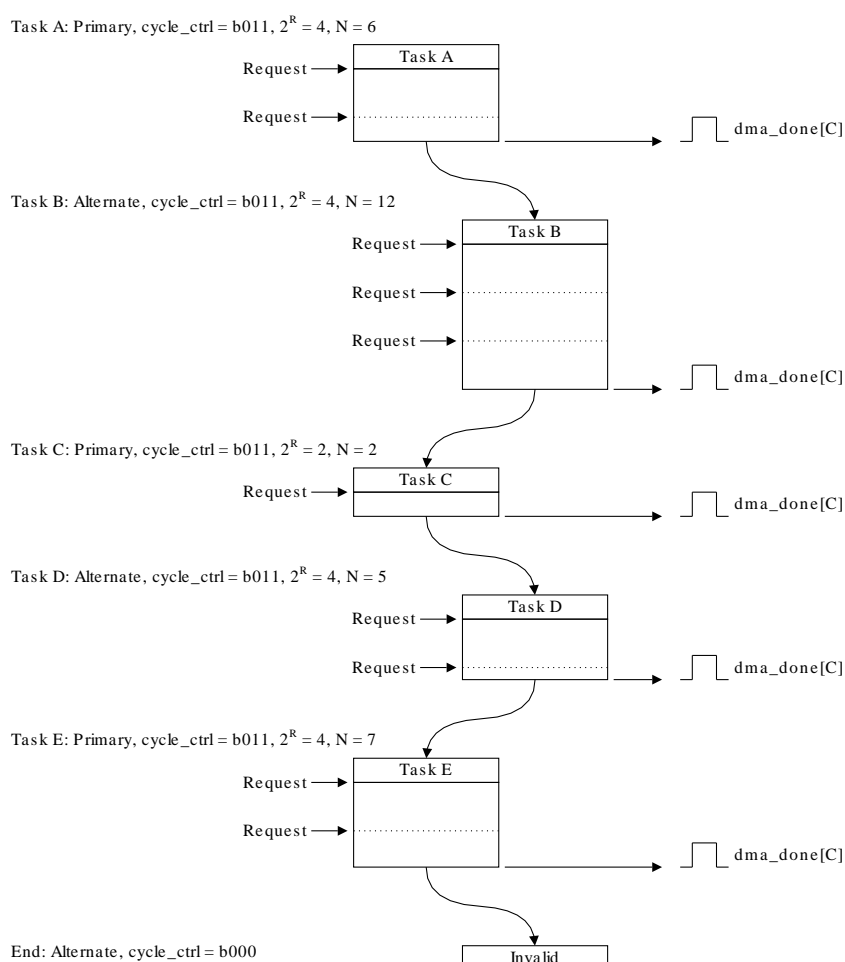 Task A: Primary, cycle_ctrl = b011, 2^R = 4, N = 6
Task A
Request
Request
dma_done[C]
Task B: Alternate, cycle_ctrl = b011, 2^R = 4, N = 12
Task B
Request
Request
Request
dma_done[C]
Task C: Primary, cycle_ctrl = b011, 2^R = 2, N = 2
Task C
Request
dma_done[C]
Task D: Alternate, cycle_ctrl = b011, 2^R = 4, N = 5
Task D
Request
Request
dma_done[C]
Task E: Primary, cycle_ctrl = b011, 2^R = 4, N = 7
Task E
Request
Request
dma_done[C]
End: Alternate, cycle_ctrl = b000
Invalid